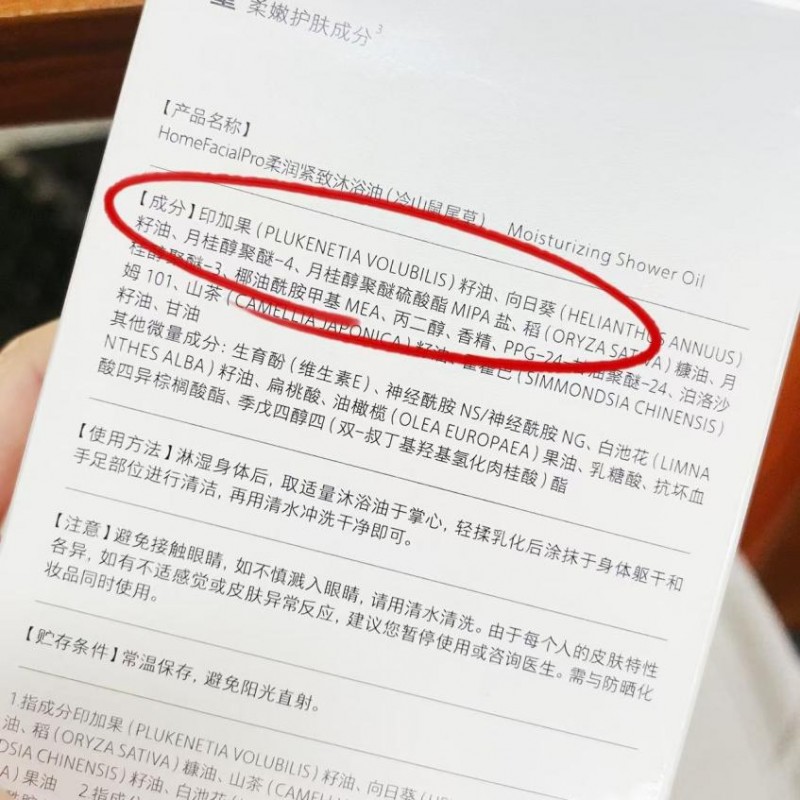 柔嫩护肤成分³
【产品名称】
HomeFacialPro柔润紧致沐浴油(冷山鼠尾草) Moisturizing Shower Oil
【成分】印加果(PLUKENETIA VOLUBILIS)籽油、向日葵(HELIANTHUS ANNUUS)
籽油、月桂醇聚醚-4、月桂醇聚醚硫酸酯MIPA盐、稻(ORYZA SATIVA)糠油、月
桂醇聚醚-3、椰油酰胺甲基MEA、丙二醇、香精、PPG-24-甘油聚醚-24、泊洛沙
姆101、山茶(CAMELLIA JAPONICA)籽油、霍霍巴(SIMMONDSIA CHINENSIS)
籽油、甘油
其他微量成分：生育酚(维生素E)、神经酰胺NS/神经酰胺NG、白池花(LIMNA
NTHES ALBA)籽油、扁桃酸、油橄榄(OLEA EUROPAEA)果油、乳糖酸、抗坏血
酸四异棕榈酸酯、季戊四醇四(双-叔丁基羟基氢化肉桂酸)酯
【使用方法】淋湿身体后，取适量沐浴油于掌心，轻揉乳化后涂抹于身体躯干和
手足部位进行清洁，再用清水冲洗干净即可。
【注意】避免接触眼睛，如不慎溅入眼睛，请用清水清洗。由于每个人的皮肤特性
各异，如有不适感觉或皮肤异常反应，建议您暂停使用或咨询医生。需与防晒化
妆品同时使用。
【贮存条件】常温保存，避免阳光直射。
1.指成分印加果(PLUKENETIA VOLUBILIS)籽油、向日葵(HE
油、稻(ORYZA SATIVA)糠油、山茶(CAMELLIA JAPONICA)
DSIA CHINENSIS)籽油、白池花(LIMNANTHES
A)果油 2.指成分